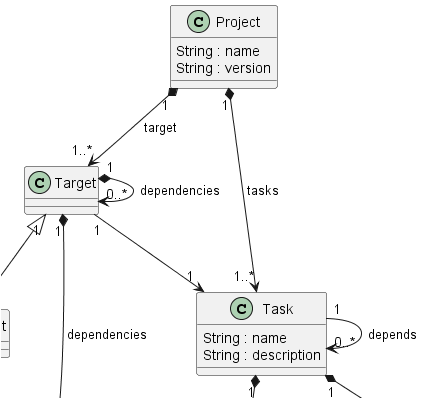 C Project
String : name
String : version
1
1
target
1..*
C Target
1
0..*
dependencies
tasks
1
1
1
1
1..*
t
C Task
String : name
String : description
1
0..*
depends
dependencies
1
1